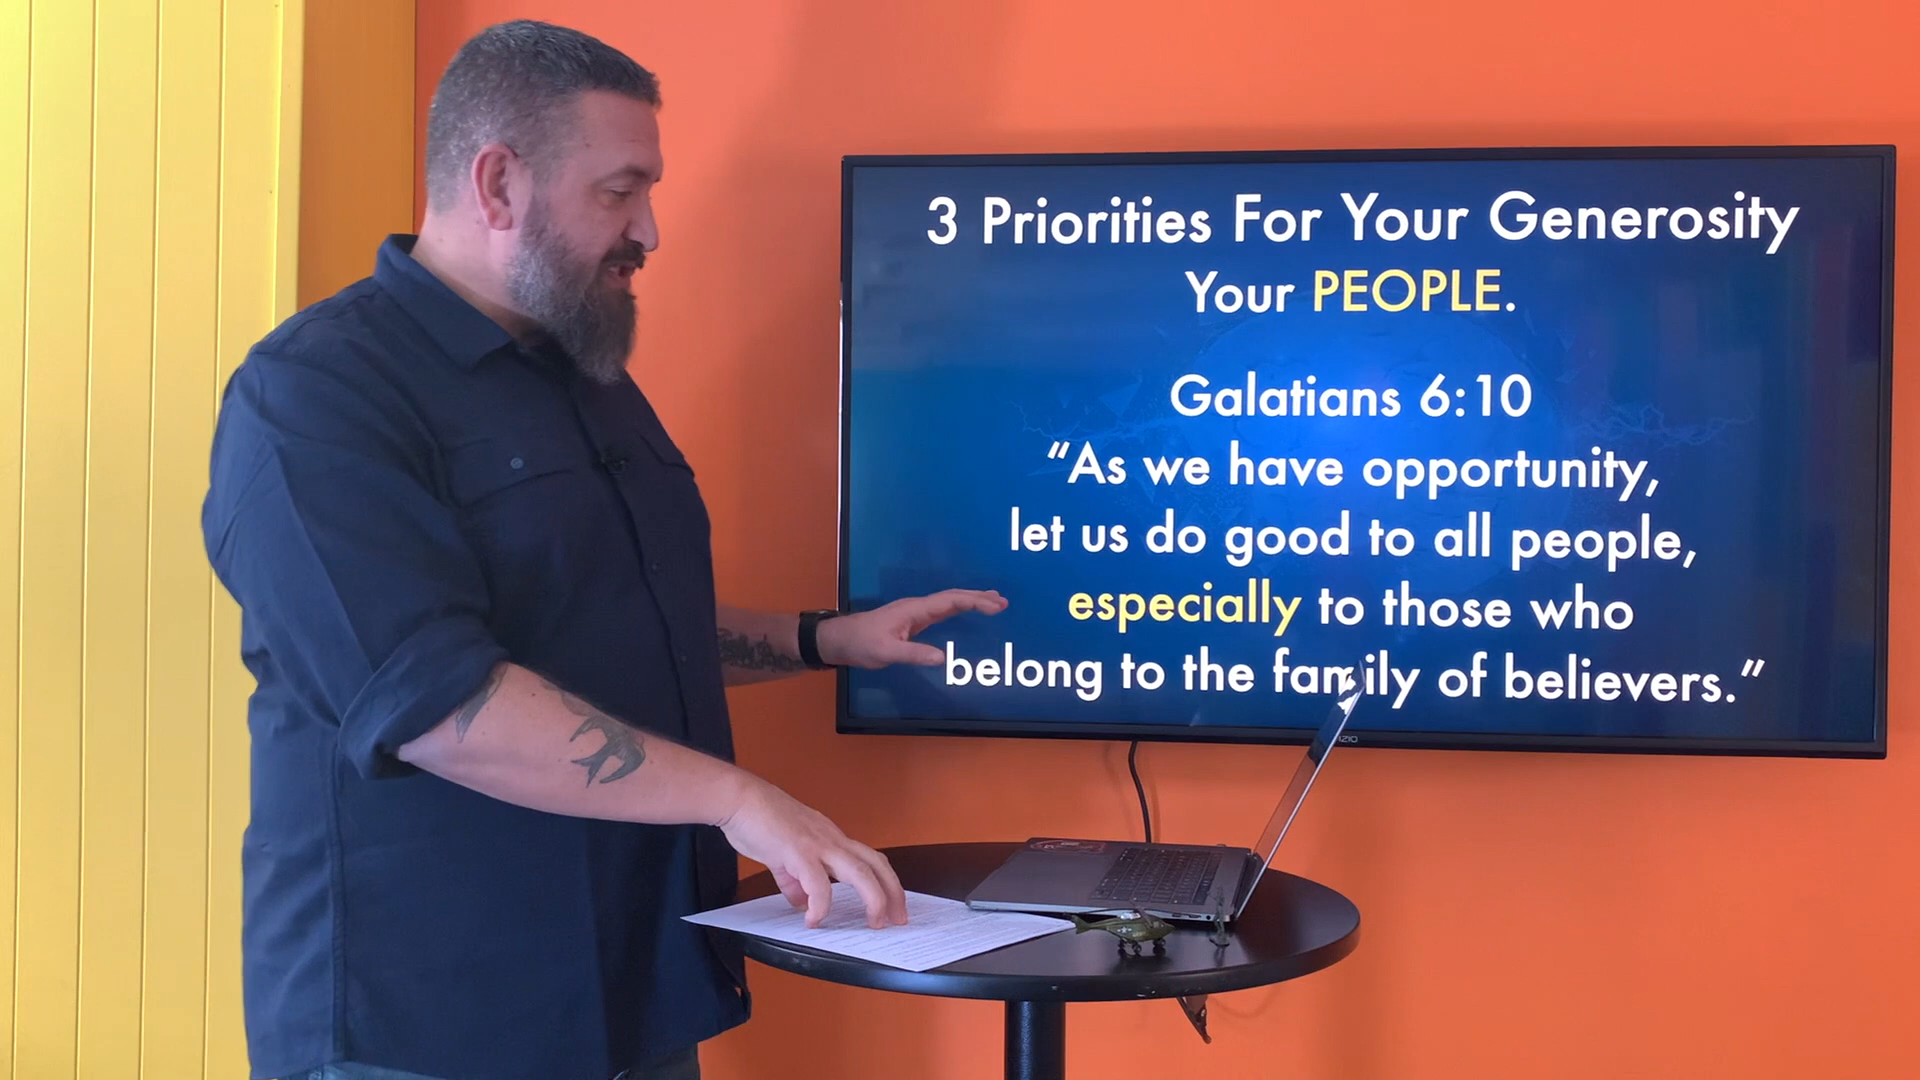 3 Priorities For Your Generosity
Your PEOPLE.
Galatians 6:10
“As we have opportunity,
let us do good to all people,
especially to those who
belong to the family of believers.”